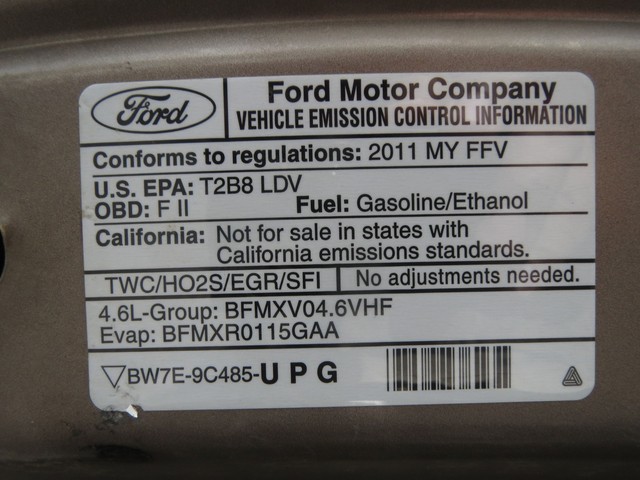 Ford
Ford Motor Company
VEHICLE EMISSION CONTROL INFORMATION
Conforms to regulations: 2011 MY FFV
U.S. EPA: T2B8 LDV
OBD: F II Fuel: Gasoline/Ethanol
California: Not for sale in states with
California emissions standards.
TWC/HO2S/EGR/SFI No adjustments needed.
4.6L-Group: BFMXV04.6VHF
Evap: BFMXR0115GAA
BW7E-9C485-U P G